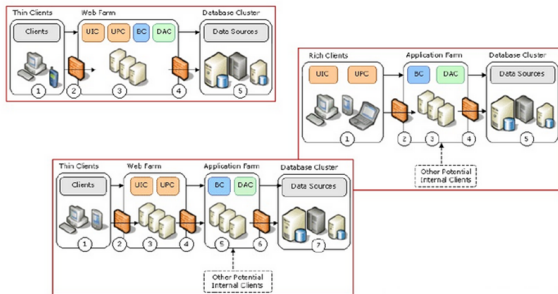 Thin Clients Web Farm Database Cluster
Clients UIC UPC BC DAC Data Sources
1 2 3 4 5
Rich Clients Application Farm Database Cluster
UIC UPC BC DAC Data Sources
1 2 3 4 5
Other Potential
Internal Clients
Thin Clients Web Farm Application Farm Database Cluster
Clients UIC UPC BC DAC Data Sources
1 2 3 4 5 6 7
Other Potential
Internal Clients